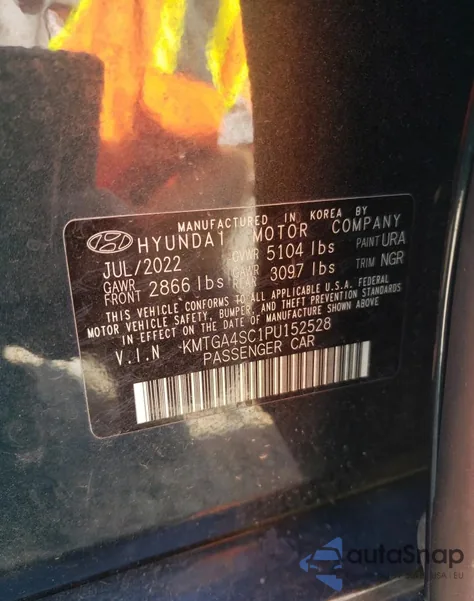 MANUFACTURED IN KOREA BY
HYUNDAI MOTOR COMPANY
JUL/2022 GVWR 5104 lbs PAINT URA
GAWR FRONT 2866 lbs GAWR REAR 3097 lbs TRIM NGR
THIS VEHICLE CONFORMS TO ALL APPLICABLE U.S.A. FEDERAL
MOTOR VEHICLE SAFETY, BUMPER, AND THEFT PREVENTION STANDARDS
IN EFFECT ON THE DATE OF MANUFACTURE SHOWN ABOVE
V.I.N KMTGA4SC1PU152528
PASSENGER CAR
autoSnap